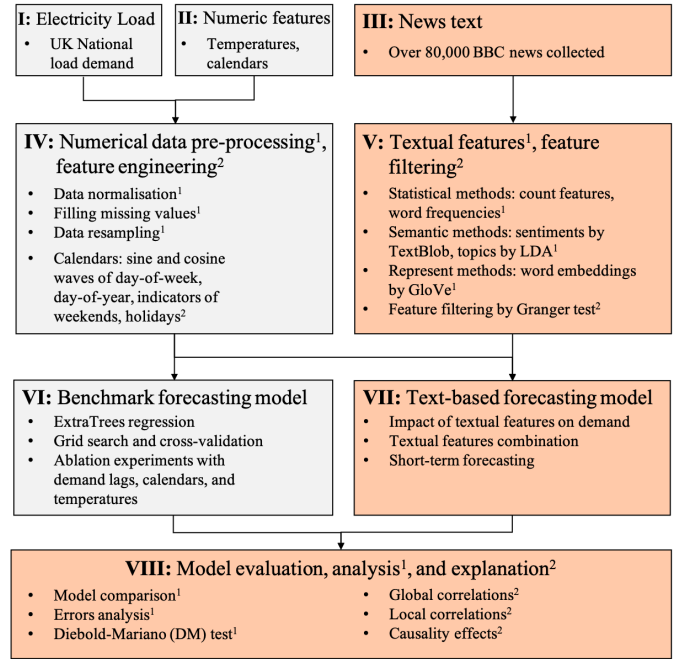 I: Electricity Load
• UK National
load demand
II: Numeric features
• Temperatures,
calendars
III: News text
• Over 80,000 BBC news collected
IV: Numerical data pre-processing¹,
feature engineering²
• Data normalisation¹
• Filling missing values¹
• Data resampling¹
• Calendars: sine and cosine
waves of day-of-week,
day-of-year, indicators of
weekends, holidays²
V: Textual features¹, feature
filtering²
• Statistical methods: count features,
word frequencies¹
• Semantic methods: sentiments by
TextBlob, topics by LDA¹
• Represent methods: word embeddings
by GloVe¹
• Feature filtering by Granger test²
VI: Benchmark forecasting model
• ExtraTrees regression
• Grid search and cross-validation
• Ablation experiments with
demand lags, calendars, and
temperatures
VII: Text-based forecasting model
• Impact of textual features on demand
• Textual features combination
• Short-term forecasting
VIII: Model evaluation, analysis¹, and explanation²
• Model comparison¹
• Errors analysis¹
• Diebold-Mariano (DM) test¹
• Global correlations²
• Local correlations²
• Causality effects²